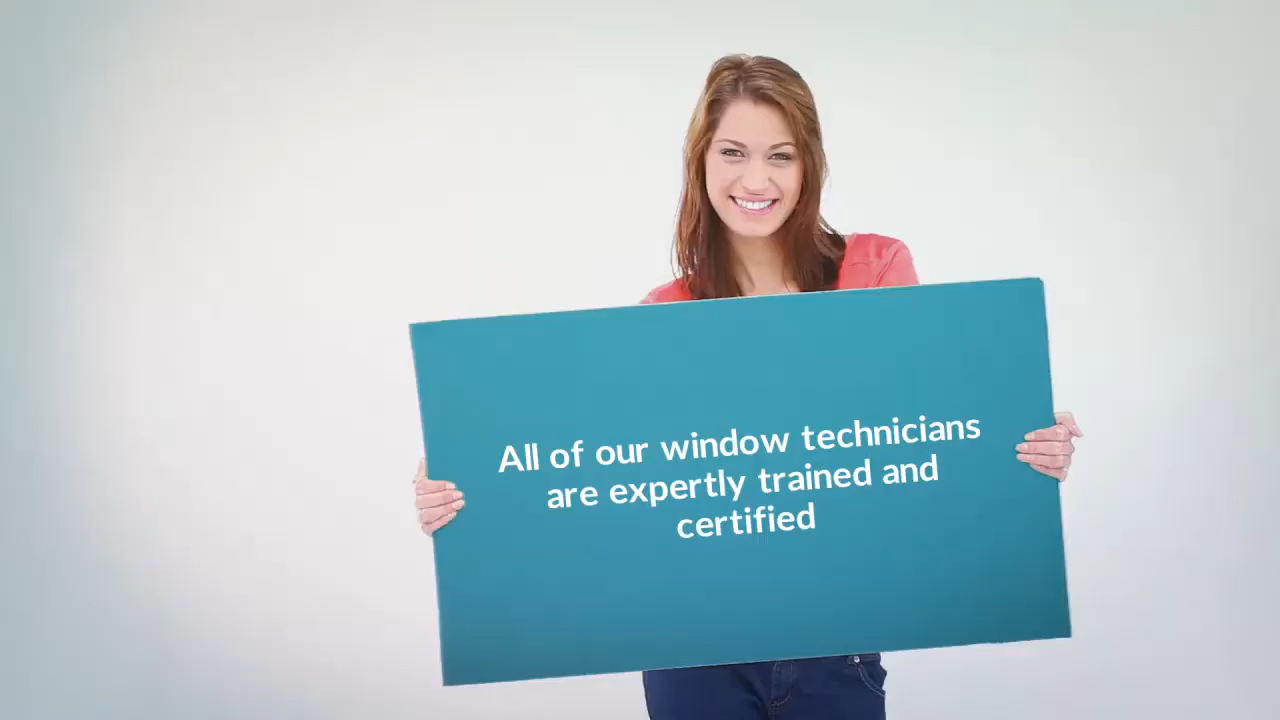 All of our window technicians
are expertly trained and
certified